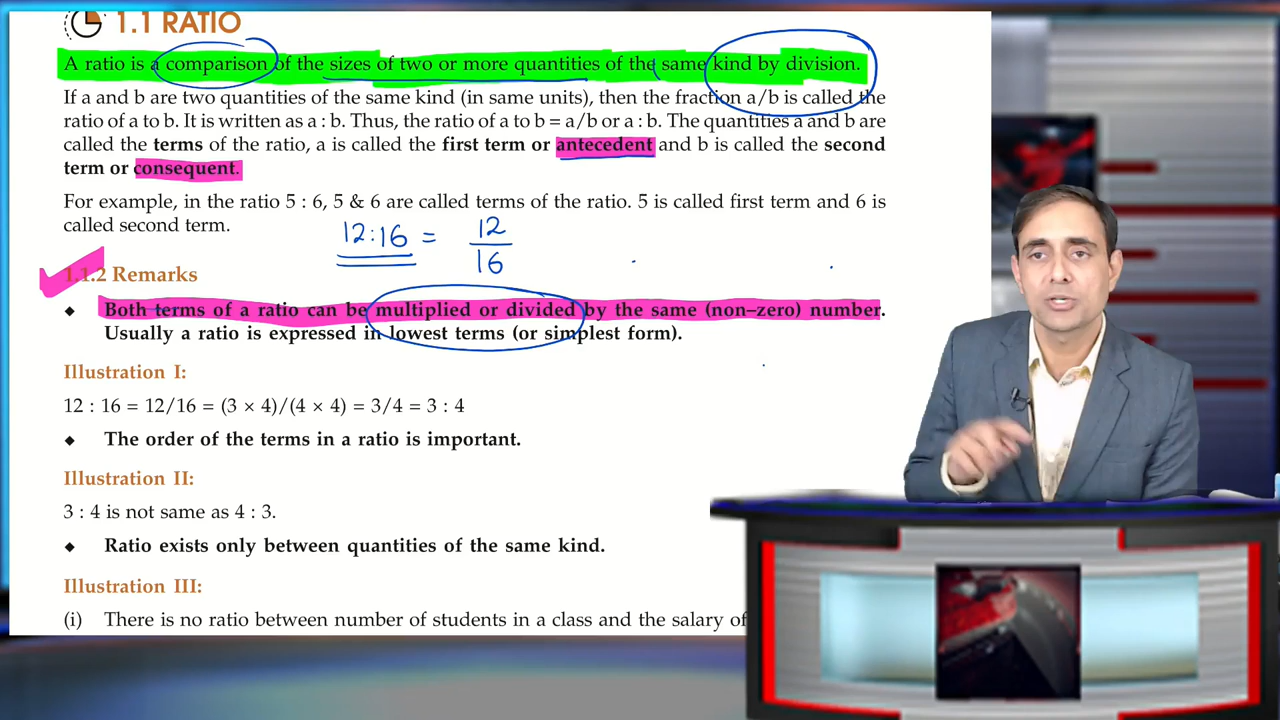 1.1 RATIO
A ratio is a comparison of the sizes of two or more quantities of the same kind by division.
If a and b are two quantities of the same kind (in same units), then the fraction a/b is called the
ratio of a to b. It is written as a : b. Thus, the ratio of a to b = a/b or a : b. The quantities a and b are
called the terms of the ratio, a is called the first term or antecedent and b is called the second
term or consequent.
For example, in the ratio 5 : 6, 5 & 6 are called terms of the ratio. 5 is called first term and 6 is
called second term.
12:16 = 12/16
1.1.2 Remarks
♦ Both terms of a ratio can be multiplied or divided by the same (non–zero) number.
Usually a ratio is expressed in lowest terms (or simplest form).
Illustration I:
12 : 16 = 12/16 = (3 × 4)/(4 × 4) = 3/4 = 3 : 4
♦ The order of the terms in a ratio is important.
Illustration II:
3 : 4 is not same as 4 : 3.
♦ Ratio exists only between quantities of the same kind.
Illustration III:
(i) There is no ratio between number of students in a class and the salary of